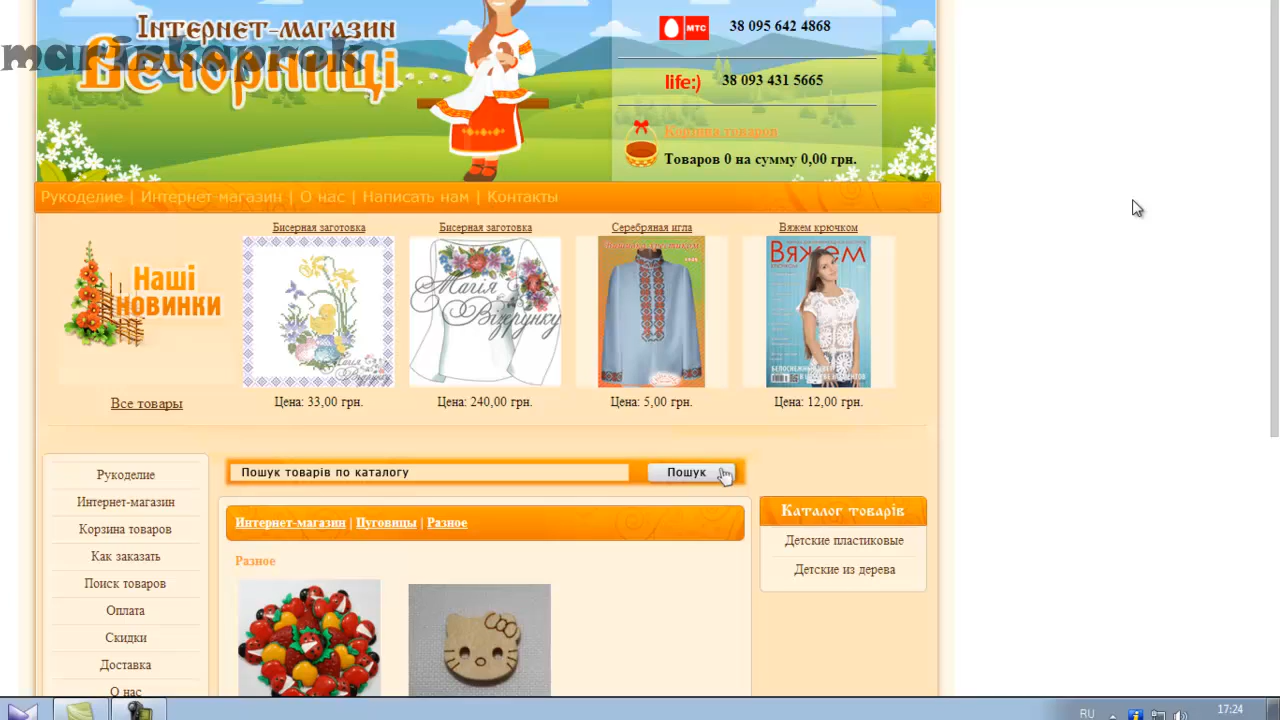 Інтернет-магазин
Вечорниці
marinkaprok
МТС 38 095 642 4868
life:) 38 093 431 5665
Корзина товаров
Товаров 0 на сумму 0,00 грн.
Рукоделие | Интернет-магазин | О нас | Написать нам | Контакты
Наші новинки
Все товары
Бисерная заготовка
Магія Візерунку
Цена: 33,00 грн.
Бисерная заготовка
Магія Візерунку
Цена: 240,00 грн.
Серебряная игла
Цена: 5,00 грн.
Вяжем крючком
Вяжем
Цена: 12,00 грн.
Рукоделие
Интернет-магазин
Корзина товаров
Как заказать
Поиск товаров
Оплата
Скидки
Доставка
О нас
Пошук товарів по каталогу
Пошук
Интернет-магазин | Пуговицы | Разное
Разное
Каталог товарів
Детские пластиковые
Детские из дерева
RU
17:24